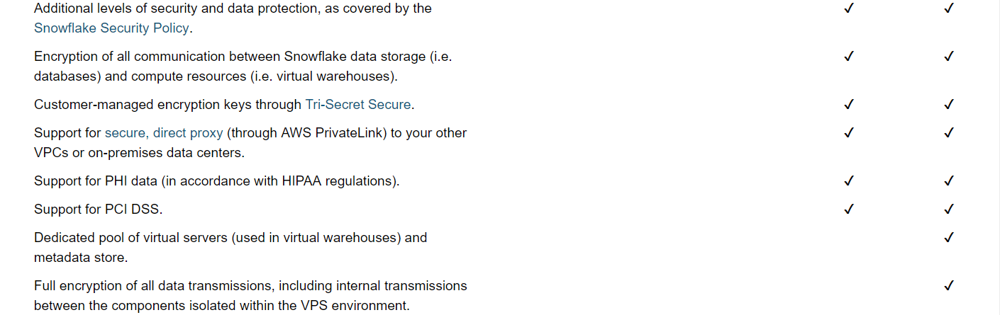 Additional levels of security and data protection, as covered by the ✓ ✓
Snowflake Security Policy.
Encryption of all communication between Snowflake data storage (i.e. ✓ ✓
databases) and compute resources (i.e. virtual warehouses).
Customer-managed encryption keys through Tri-Secret Secure. ✓ ✓
Support for secure, direct proxy (through AWS PrivateLink) to your other ✓ ✓
VPCs or on-premises data centers.
Support for PHI data (in accordance with HIPAA regulations). ✓ ✓
Support for PCI DSS. ✓ ✓
Dedicated pool of virtual servers (used in virtual warehouses) and ✓
metadata store.
Full encryption of all data transmissions, including internal transmissions ✓
between the components isolated within the VPS environment.